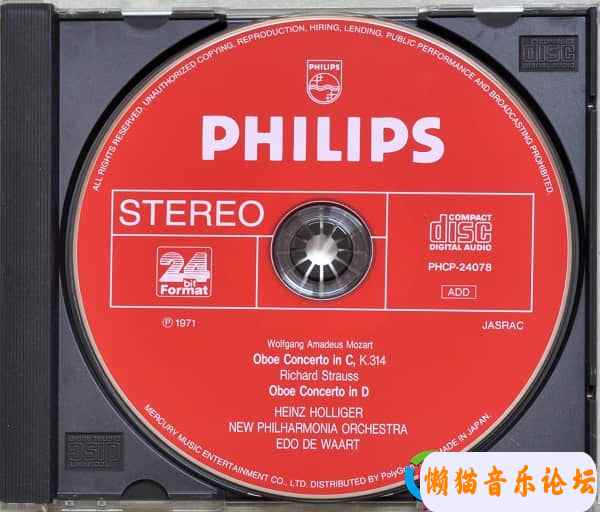 ALL RIGHTS RESERVED. UNAUTHORIZED COPYING, REPRODUCTION, HIRING, LENDING, PUBLIC PERFORMANCE AND BROADCASTING PROHIBITED.
disc
PHILIPS
PHILIPS
STEREO
COMPACT
disc
DIGITAL AUDIO
24
bit
Format
PHCP-24078
ADD
Ⓟ 1971
JASRAC
Wolfgang Amadeus Mozart
Oboe Concerto in C, K.314
Richard Strauss
Oboe Concerto in D
HEINZ HOLLIGER
NEW PHILHARMONIA ORCHESTRA
EDO DE WAART
MERCURY MUSIC ENTERTAINMENT CO., LTD. DISTRIBUTED BY MADE IN JAPAN.
懒猫音乐论坛